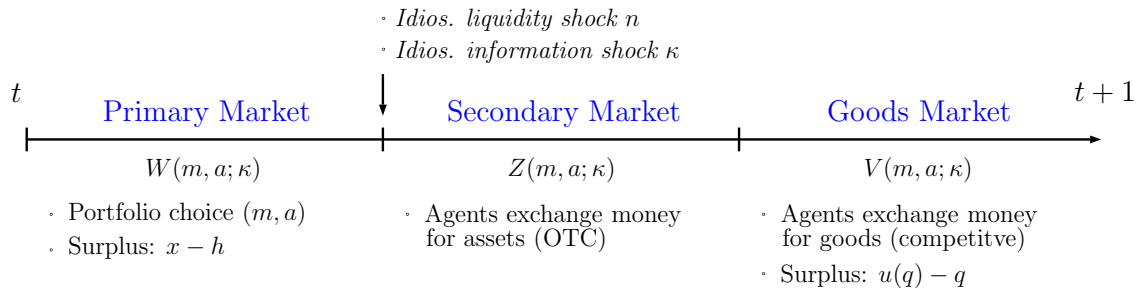 ◦ Idios. liquidity shock n
◦ Idios. information shock κ
t
Primary Market
Secondary Market
Goods Market
t + 1
W(m, a; κ)
Z(m, a; κ)
V(m, a; κ)
◦ Portfolio choice (m, a)
◦ Surplus: x − h
◦ Agents exchange money
for assets (OTC)
◦ Agents exchange money
for goods (competitve)
◦ Surplus: u(q) − q